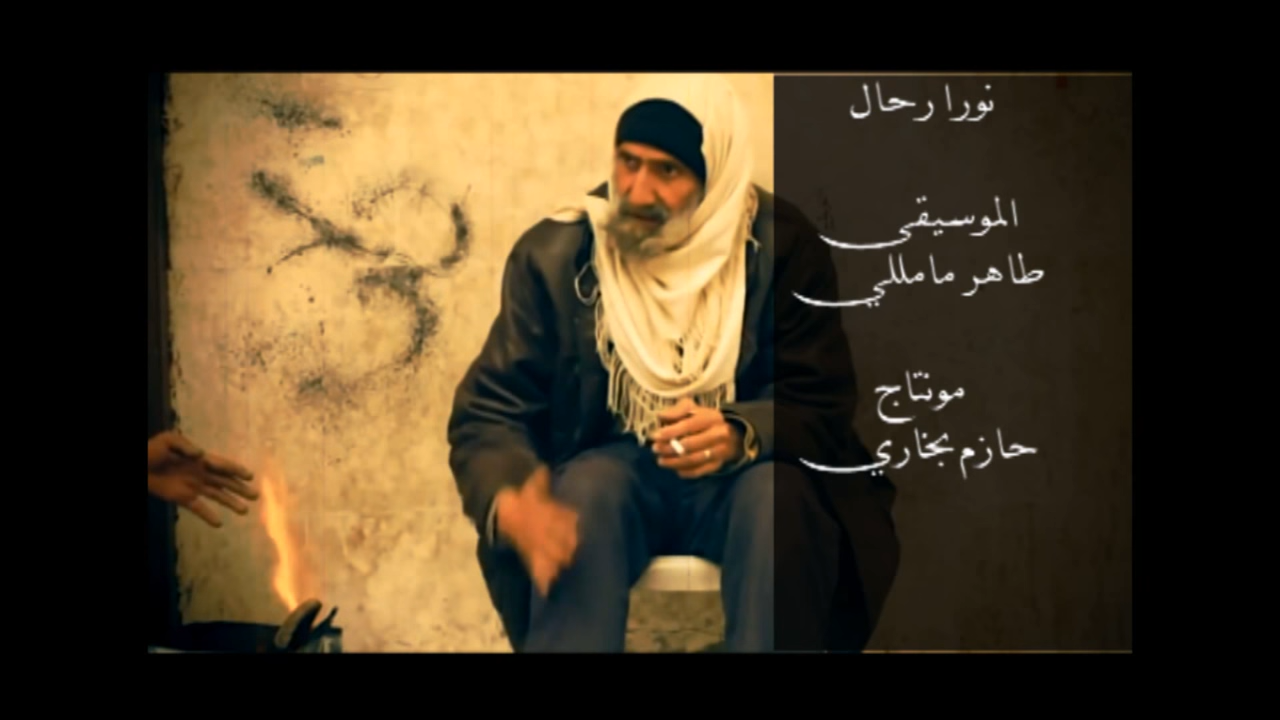 نورا رحال
الموسيقى
طاهر مامللي
مونتاج
حازم بخاري